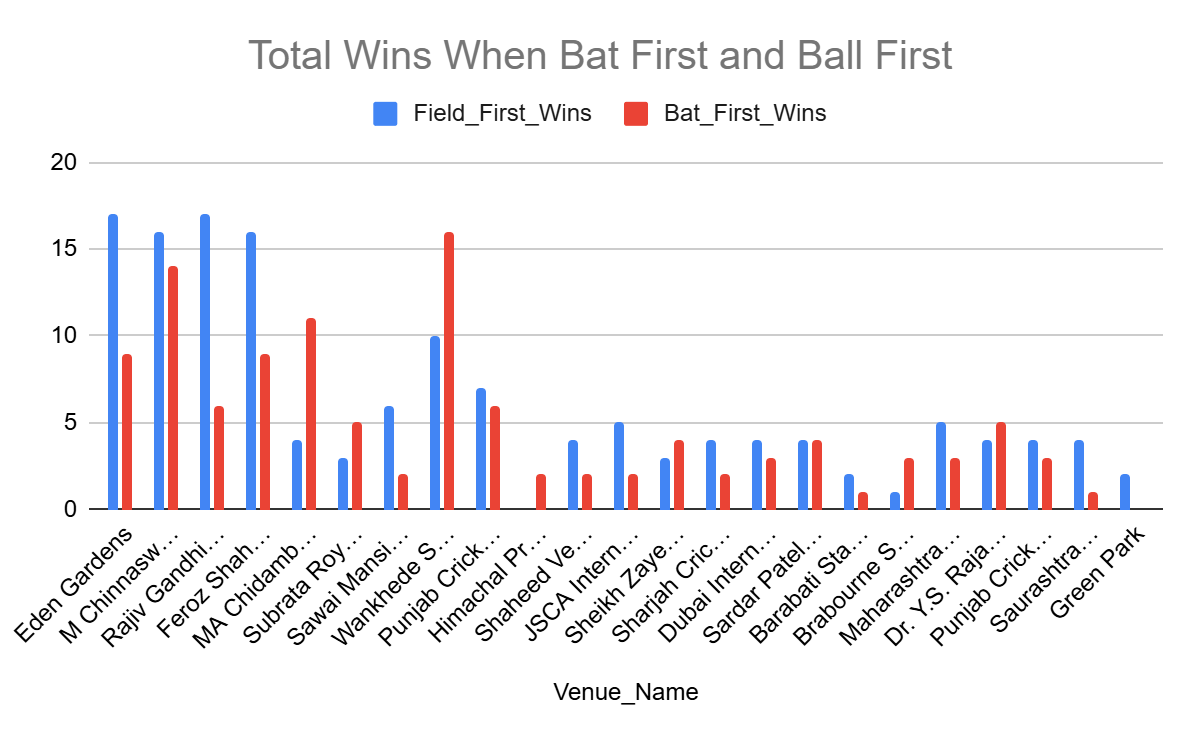 Total Wins When Bat First and Ball First
Field_First_Wins
Bat_First_Wins
20
15
10
5
0
Eden Gardens
M Chinnasw…
Rajiv Gandhi…
Feroz Shah…
MA Chidamb…
Subrata Roy…
Sawai Mansi…
Wankhede S…
Punjab Crick…
Himachal Pr…
Shaheed Ve…
JSCA Intern…
Sheikh Zaye…
Sharjah Cric…
Dubai Intern…
Sardar Patel…
Barabati Sta…
Brabourne S…
Maharashtra…
Dr. Y.S. Raja…
Punjab Crick…
Saurashtra…
Green Park
Venue_Name